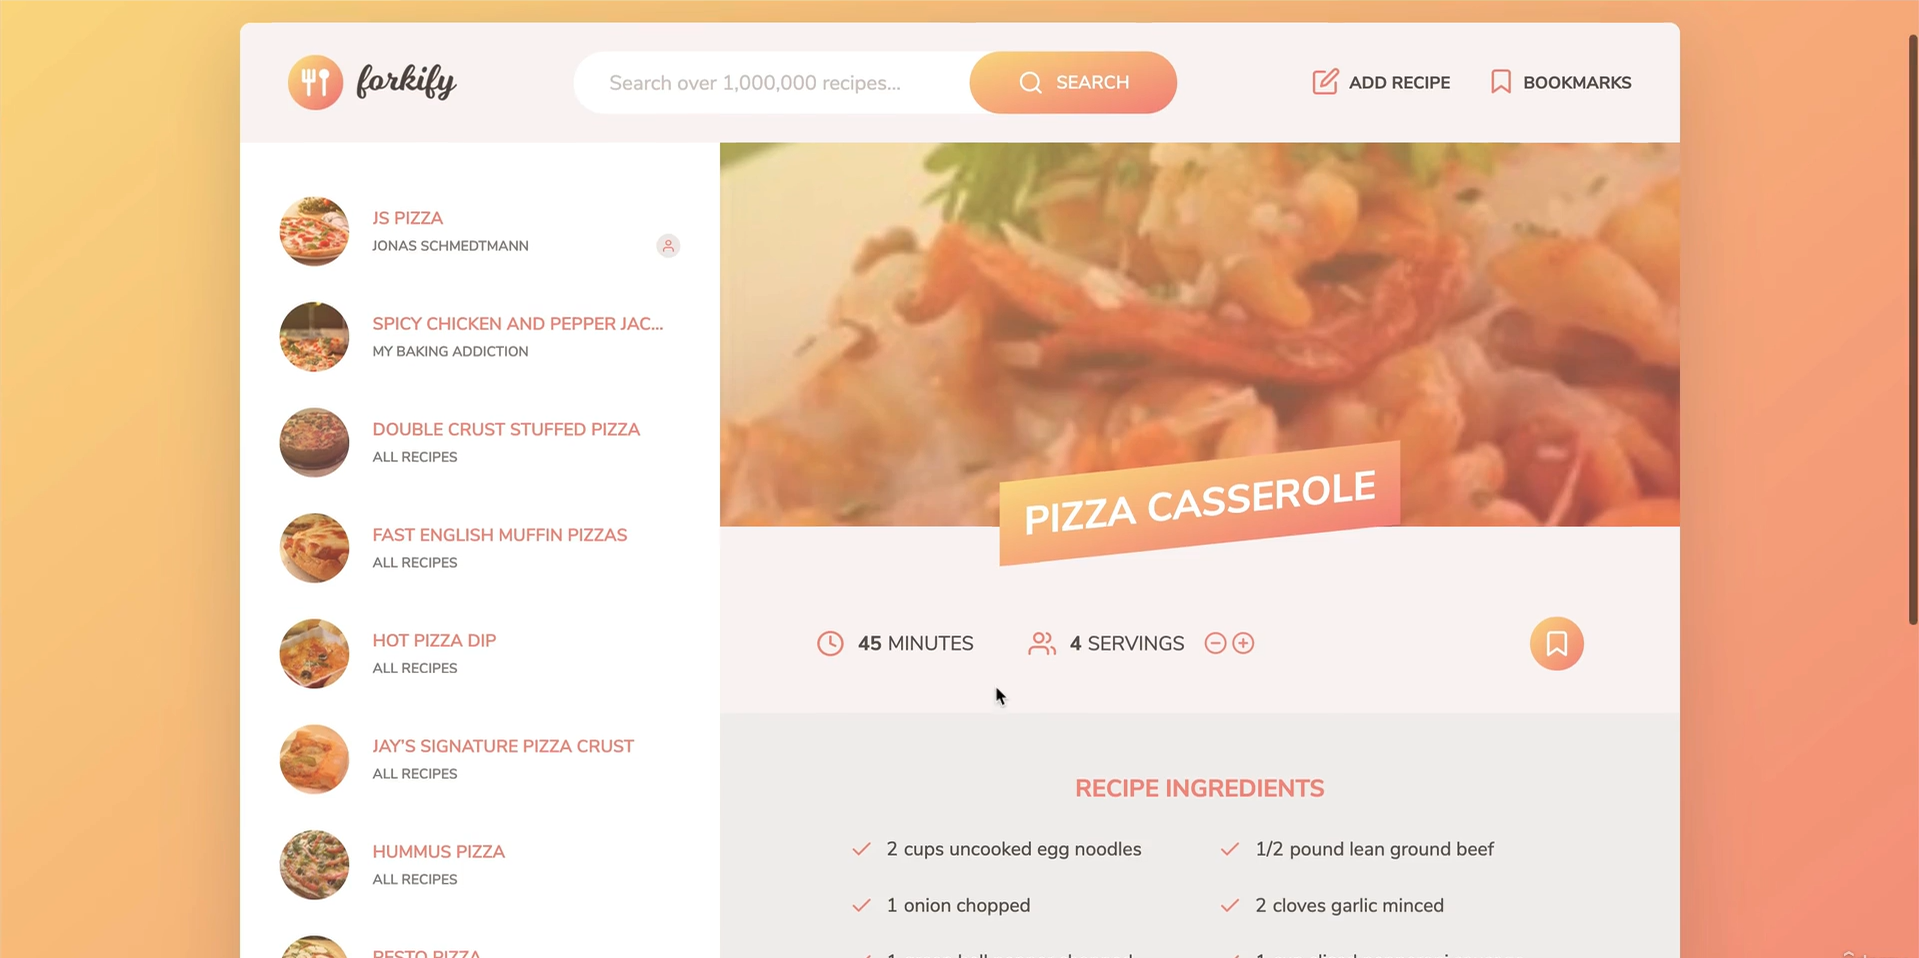 forkify
Search over 1,000,000 recipes...
SEARCH
ADD RECIPE
BOOKMARKS
JS PIZZA
JONAS SCHMEDTMANN
SPICY CHICKEN AND PEPPER JAC...
MY BAKING ADDICTION
DOUBLE CRUST STUFFED PIZZA
ALL RECIPES
FAST ENGLISH MUFFIN PIZZAS
ALL RECIPES
HOT PIZZA DIP
ALL RECIPES
JAY'S SIGNATURE PIZZA CRUST
ALL RECIPES
HUMMUS PIZZA
ALL RECIPES
PESTO PIZZA
PIZZA CASSEROLE
45 MINUTES
4 SERVINGS
RECIPE INGREDIENTS
2 cups uncooked egg noodles
1/2 pound lean ground beef
1 onion chopped
2 cloves garlic minced